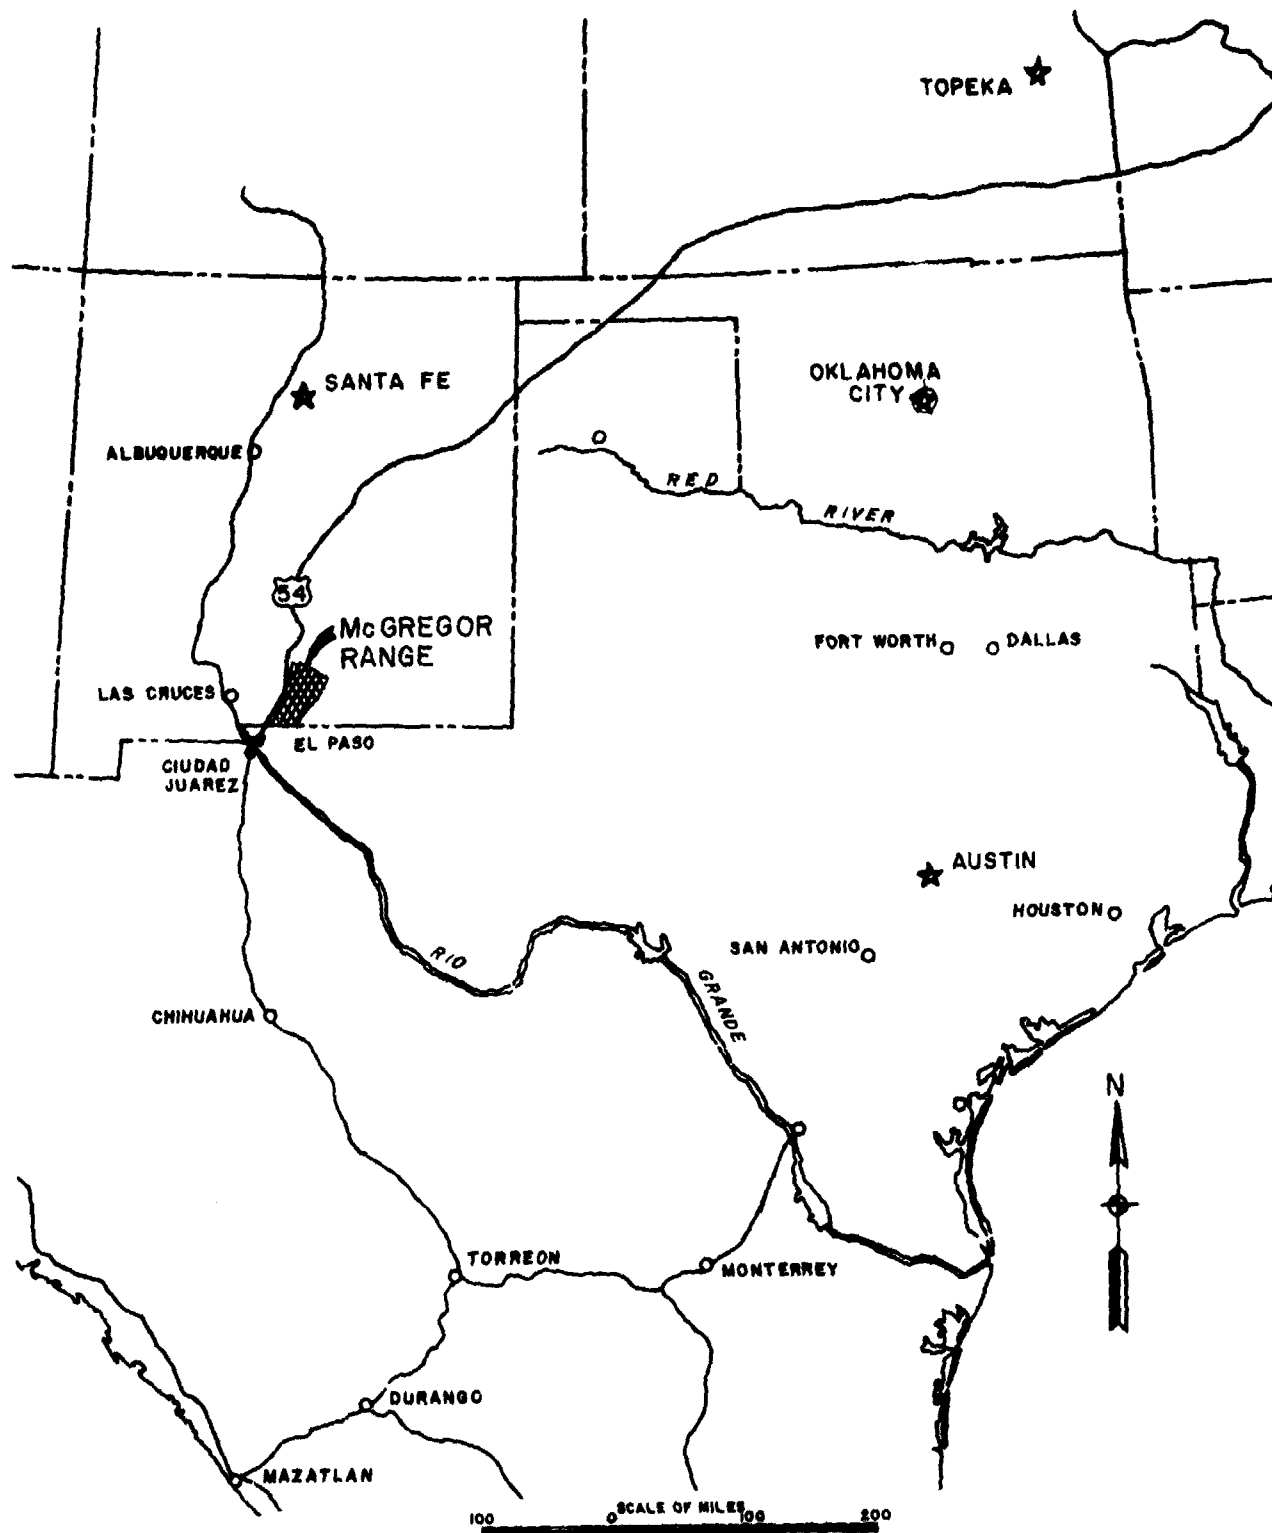 TOPEKA
SANTA FE
OKLAHOMA
CITY
ALBUQUERQUE
RED
RIVER
54
McGREGOR
RANGE
FORT WORTH
DALLAS
LAS CRUCES
EL PASO
CIUDAD
JUAREZ
AUSTIN
HOUSTON
SAN ANTONIO
RIO
GRANDE
CHIHUAHUA
N
TORREON
MONTERREY
DURANGO
MAZATLAN
SCALE OF MILES
100 0 100 200